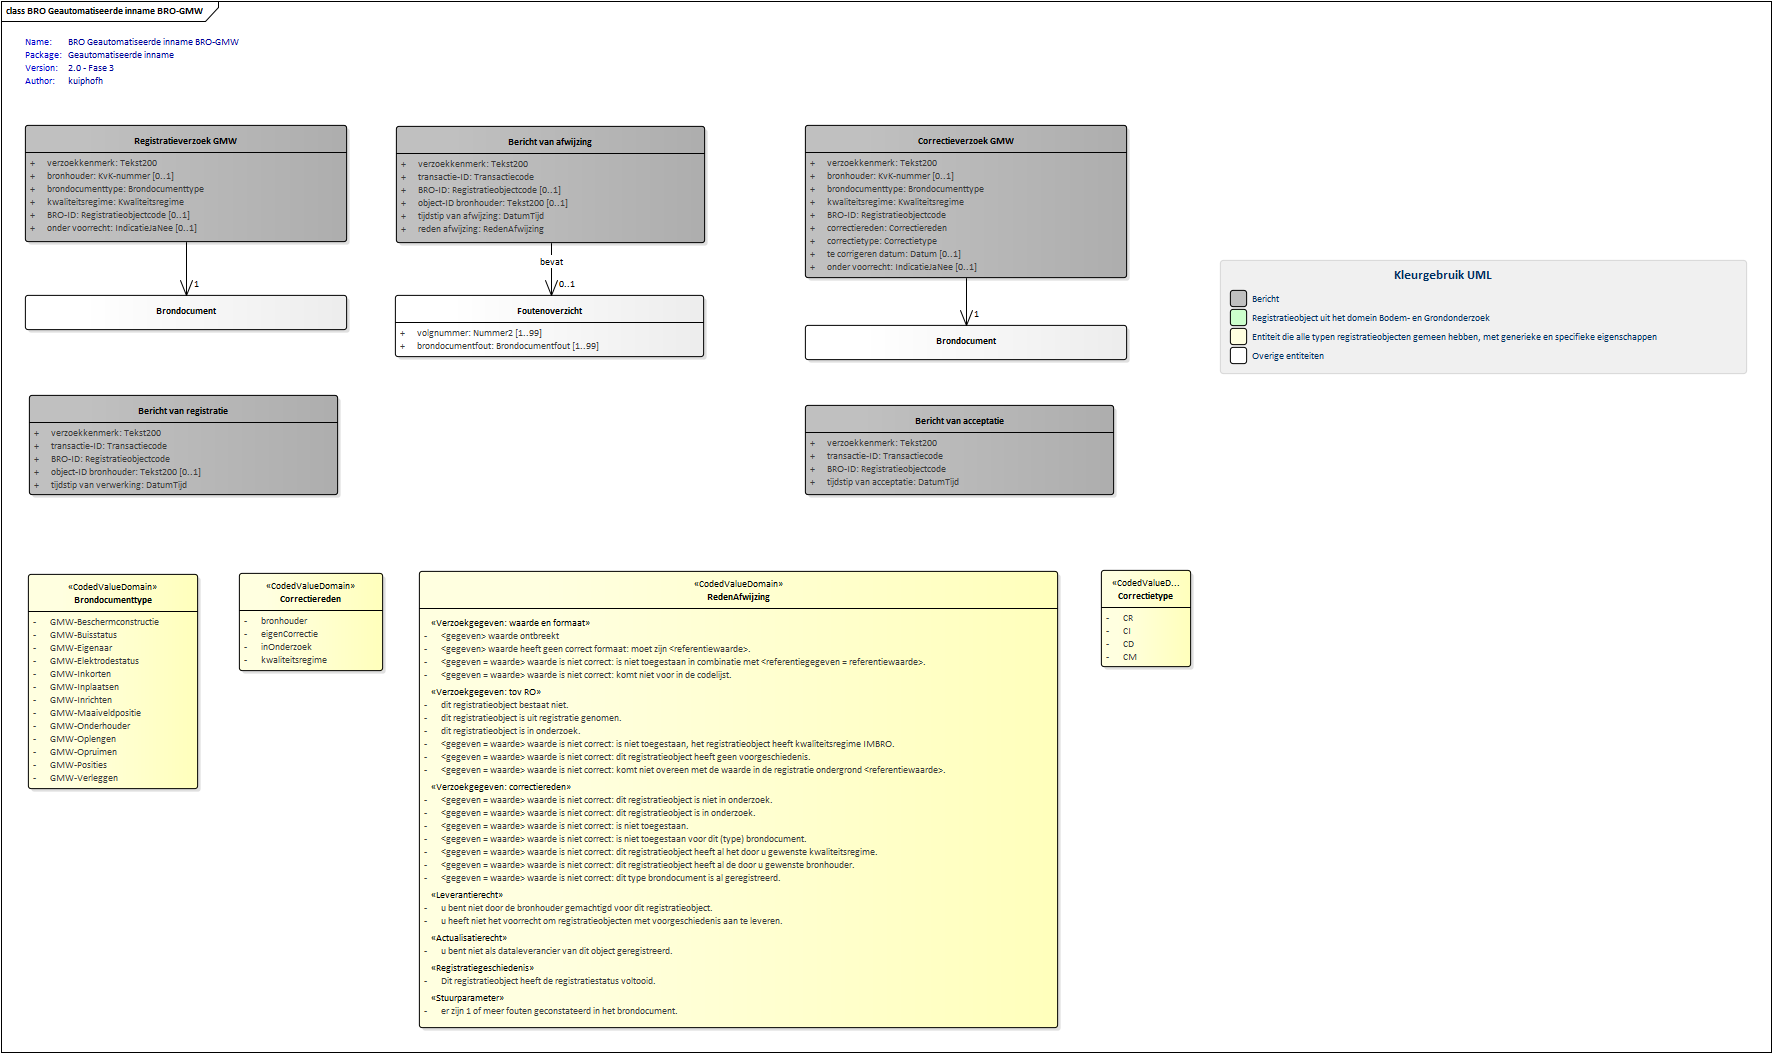 class BRO Geautomatiseerde inname BRO-GMW
Name: BRO Geautomatiseerde inname BRO-GMW
Package: Geautomatiseerde inname
Version: 2.0 - Fase 3
Author: kuiphofh
Registratieverzoek GMW
+ verzoekkenmerk: Tekst200
+ bronhouder: KvK-nummer [0..1]
+ brondocumenttype: Brondocumenttype
+ kwaliteitsregime: Kwaliteitsregime
+ BRO-ID: Registratieobjectcode [0..1]
+ onder voorrecht: IndicatieJaNee [0..1]
1
Brondocument
Bericht van afwijzing
+ verzoekkenmerk: Tekst200
+ transactie-ID: Transactiecode
+ BRO-ID: Registratieobjectcode [0..1]
+ object-ID bronhouder: Tekst200 [0..1]
+ tijdstip van afwijzing: DatumTijd
+ reden afwijzing: RedenAfwijzing
bevat
0..1
Foutenoverzicht
+ volgnummer: Nummer2 [1..99]
+ brondocumentfout: Brondocumentfout [1..99]
Correctieverzoek GMW
+ verzoekkenmerk: Tekst200
+ bronhouder: KvK-nummer [0..1]
+ brondocumenttype: Brondocumenttype
+ kwaliteitsregime: Kwaliteitsregime
+ BRO-ID: Registratieobjectcode
+ correctiereden: Correctiereden
+ correctietype: Correctietype
+ te corrigeren datum: Datum [0..1]
+ onder voorrecht: IndicatieJaNee [0..1]
1
Brondocument
Kleurgebruik UML
Bericht
Registratieobject uit het domein Bodem- en Grondonderzoek
Entiteit die alle typen registratieobjecten gemeen hebben, met generieke en specifieke eigenschappen
Overige entiteiten
Bericht van registratie
+ verzoekkenmerk: Tekst200
+ transactie-ID: Transactiecode
+ BRO-ID: Registratieobjectcode
+ object-ID bronhouder: Tekst200 [0..1]
+ tijdstip van verwerking: DatumTijd
Bericht van acceptatie
+ verzoekkenmerk: Tekst200
+ transactie-ID: Transactiecode
+ BRO-ID: Registratieobjectcode
+ tijdstip van acceptatie: DatumTijd
«CodedValueDomain»
Brondocumenttype
- GMW-Beschermconstructie
- GMW-Buisstatus
- GMW-Eigenaar
- GMW-Elektrodestatus
- GMW-Inkorten
- GMW-Inplaatsen
- GMW-Inrichten
- GMW-Maaiveldpositie
- GMW-Onderhouder
- GMW-Oplengen
- GMW-Opruimen
- GMW-Posities
- GMW-Verleggen
«CodedValueDomain»
Correctiereden
- bronhouder
- eigenCorrectie
- inOnderzoek
- kwaliteitsregime
«CodedValueDomain»
RedenAfwijzing
«Verzoekgegeven: waarde en formaat»
- <gegeven> waarde ontbreekt
- <gegeven> waarde heeft geen correct formaat: moet zijn <referentiewaarde>.
- <gegeven = waarde> waarde is niet correct: is niet toegestaan in combinatie met <referentiegegeven = referentiewaarde>.
- <gegeven = waarde> waarde is niet correct: komt niet voor in de codelijst.
«Verzoekgegeven: tov RO»
- dit registratieobject bestaat niet.
- dit registratieobject is uit registratie genomen.
- dit registratieobject is in onderzoek.
- <gegeven = waarde> waarde is niet correct: is niet toegestaan, het registratieobject heeft kwaliteitsregime IMBRO.
- <gegeven = waarde> waarde is niet correct: dit registratieobject heeft geen voorgeschiedenis.
- <gegeven = waarde> waarde is niet correct: komt niet overeen met de waarde in de registratie ondergrond <referentiewaarde>.
«Verzoekgegeven: correctiereden»
- <gegeven = waarde> waarde is niet correct: dit registratieobject is niet in onderzoek.
- <gegeven = waarde> waarde is niet correct: dit registratieobject is in onderzoek.
- <gegeven = waarde> waarde is niet correct: is niet toegestaan.
- <gegeven = waarde> waarde is niet correct: is niet toegestaan voor dit (type) brondocument.
- <gegeven = waarde> waarde is niet correct: dit registratieobject heeft al het door u gewenste kwaliteitsregime.
- <gegeven = waarde> waarde is niet correct: dit registratieobject heeft al de door u gewenste bronhouder.
- <gegeven = waarde> waarde is niet correct: dit type brondocument is al geregistreerd.
«Leverantierecht»
- u bent niet door de bronhouder gemachtigd voor dit registratieobject.
- u heeft niet het voorrecht om registratieobjecten met voorgeschiedenis aan te leveren.
«Actualisatierecht»
- u bent niet als dataleverancier van dit object geregistreerd.
«Registratiegeschiedenis»
- Dit registratieobject heeft de registratiestatus voltooid.
«Stuurparameter»
- er zijn 1 of meer fouten geconstateerd in het brondocument.
«CodedValueD...
Correctietype
- CR
- CI
- CD
- CM